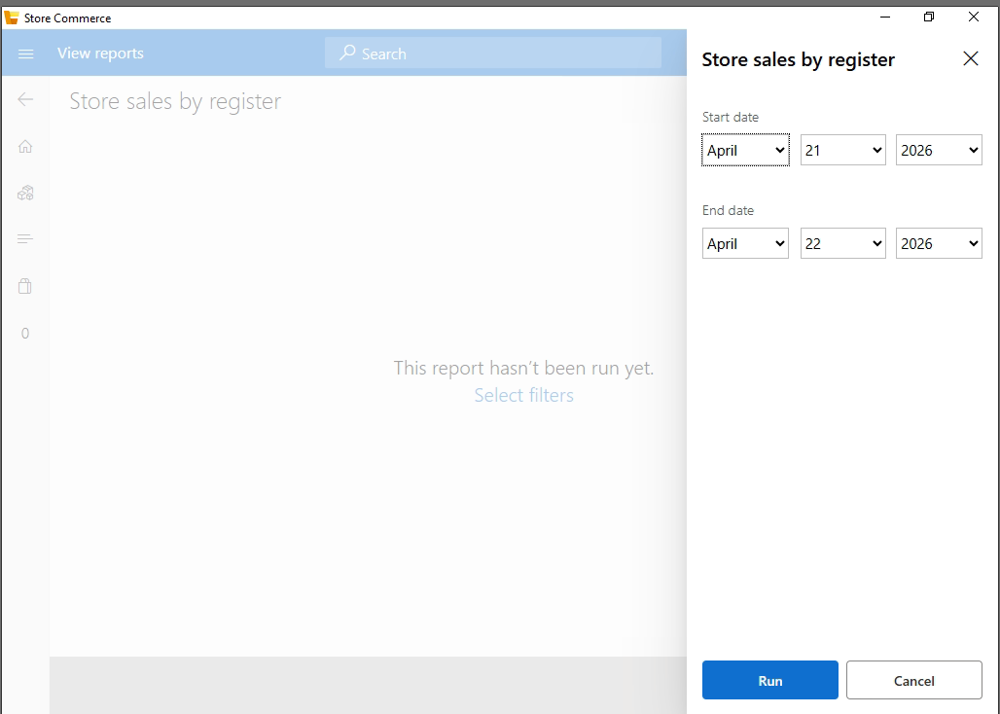 Store Commerce
View reports
Search
Store sales by register
0
This report hasn’t been run yet.
Select filters
Store sales by register
Start date
April 21 2026
End date
April 22 2026
Run Cancel